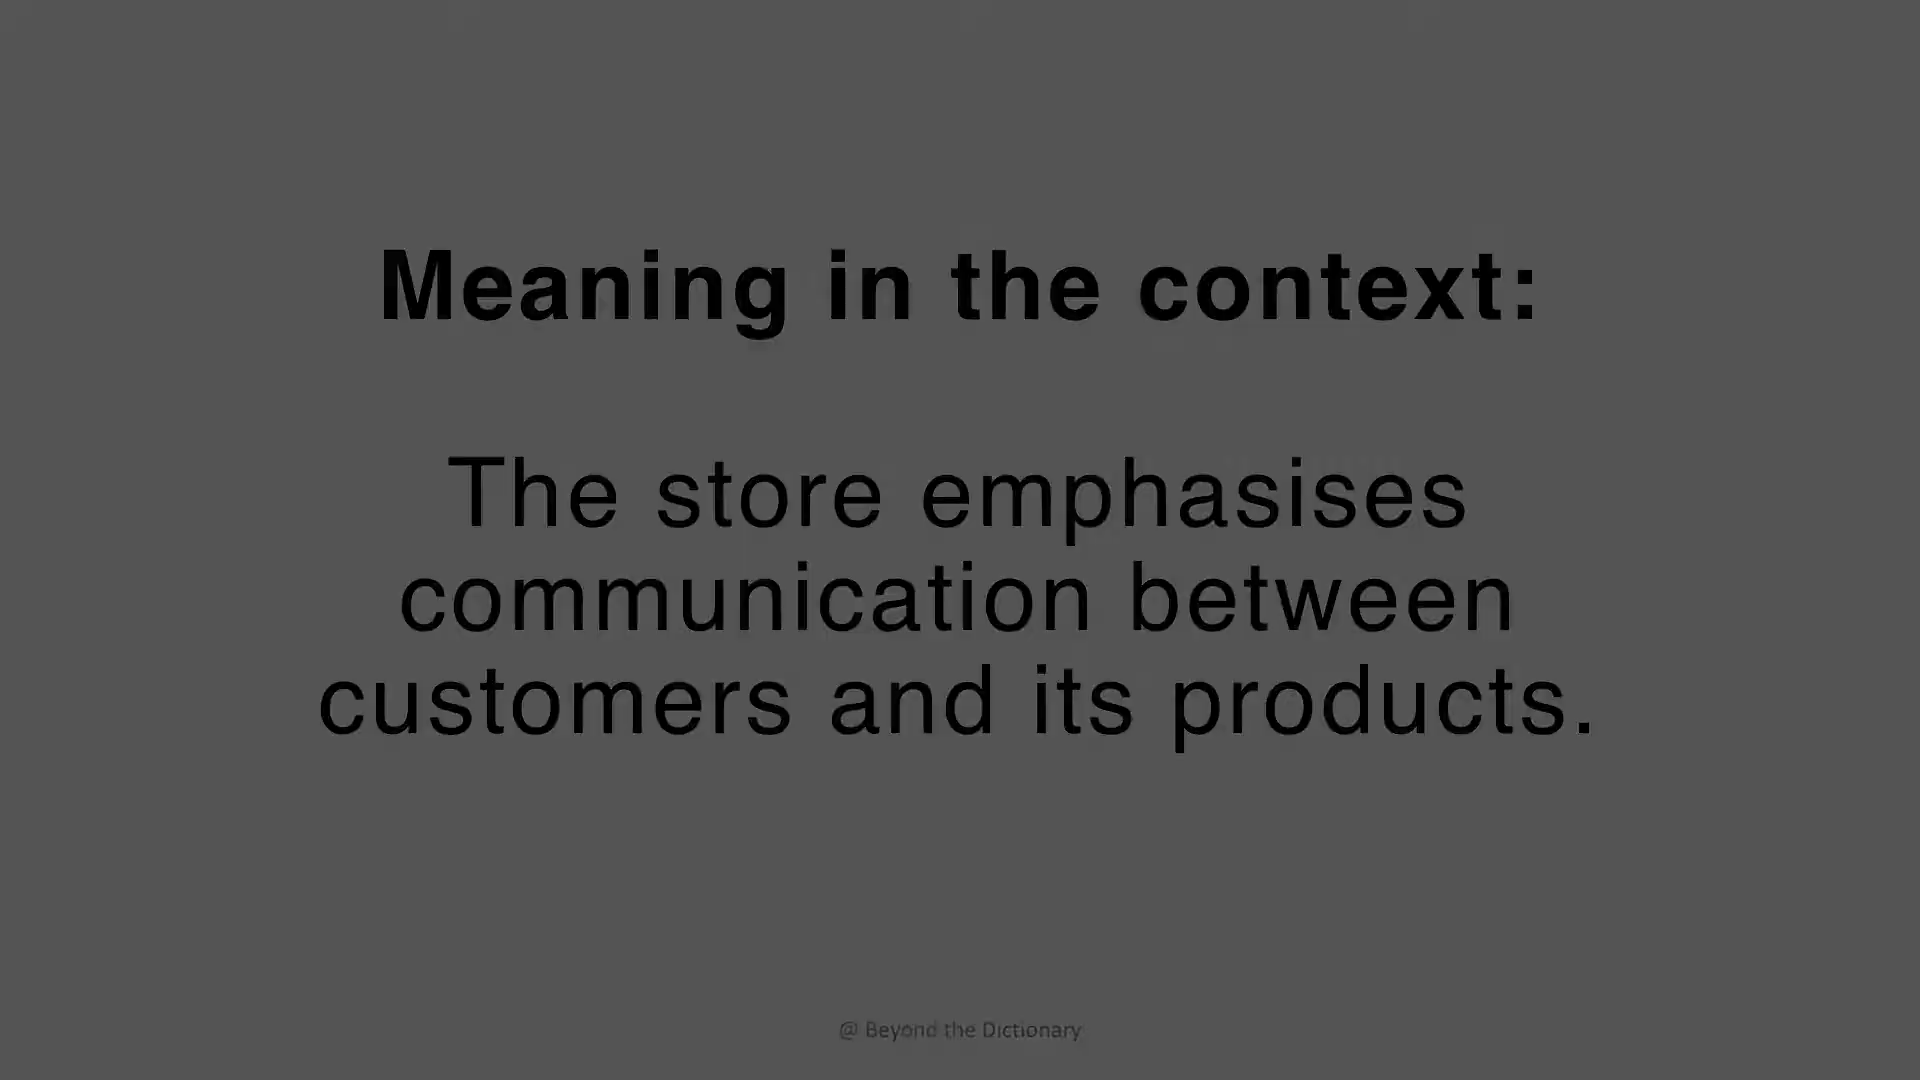 Meaning in the context:
The store emphasises
communication between
customers and its products.
@ Beyond the Dictionary